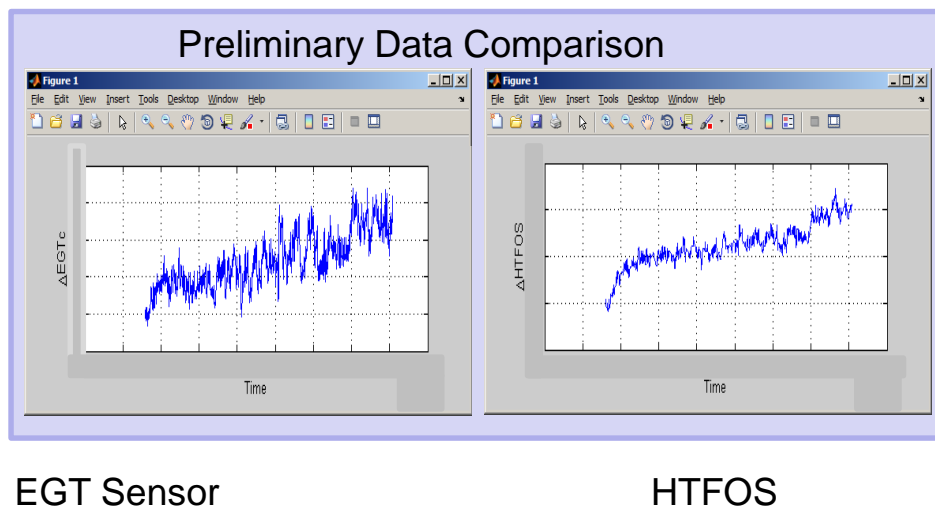 Preliminary Data Comparison
Figure 1
File Edit View Insert Tools Desktop Window Help
ΔEGTc
Time
Figure 1
File Edit View Insert Tools Desktop Window Help
ΔHTFOS
Time
EGT Sensor
HTFOS